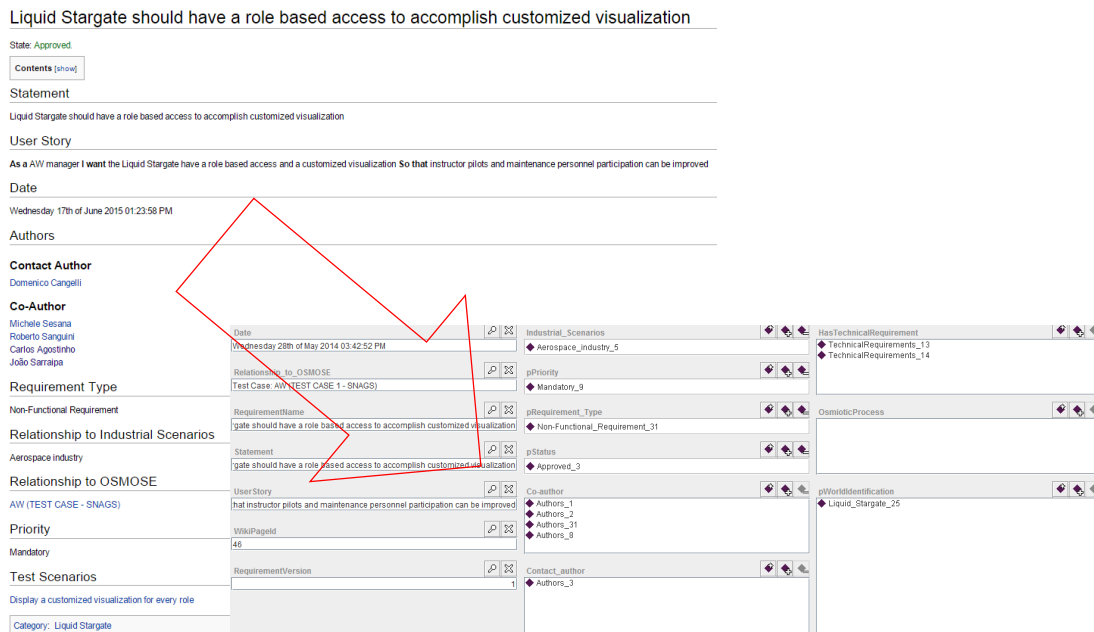 Liquid Stargate should have a role based access to accomplish customized visualization
State: Approved.
Contents [show]
Statement
Liquid Stargate should have a role based access to accomplish customized visualization
User Story
As a AW manager I want the Liquid Stargate have a role based access and a customized visualization So that instructor pilots and maintenance personnel participation can be improved
Date
Wednesday 17th of June 2015 01:23:58 PM
Authors
Contact Author
Domenico Cangelli
Co-Author
Michele Sesana
Roberto Sanguini
Carlos Agostinho
João Sarraipa
Requirement Type
Non-Functional Requirement
Relationship to Industrial Scenarios
Aerospace industry
Relationship to OSMOSE
AW (TEST CASE - SNAGS)
Priority
Mandatory
Test Scenarios
Display a customized visualization for every role
Category: Liquid Stargate
Date
Wednesday 28th of May 2014 03:42:52 PM
Relationship_to_OSMOSE
Test Case: AW (TEST CASE 1 - SNAGS)
RequirementName
gate should have a role based access to accomplish customized visualization
Statement
gate should have a role based access to accomplish customized visualization
UserStory
hat instructor pilots and maintenance personnel participation can be improved
WikiPageId
46
RequirementVersion
1
Industrial_Scenarios
Aerospace_industry_5
pPriority
Mandatory_9
pRequirement_Type
Non-Functional_Requirement_31
pStatus
Approved_3
Co-author
Authors_1
Authors_2
Authors_31
Authors_8
Contact_author
Authors_3
HasTechnicalRequirement
TechnicalRequirements_13
TechnicalRequirements_14
OsmioticProcess
pWorldIdentification
Liquid_Stargate_25